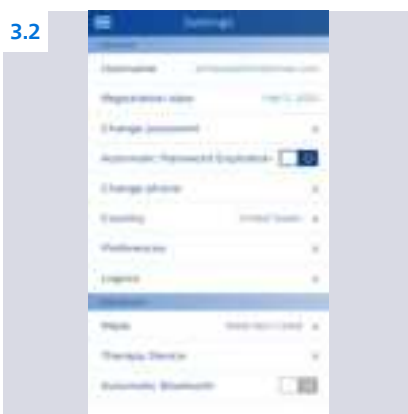 3.2
Settings
Username
Registration date
Change password
Automatic Password Expiration
Change phone
Country United States
Preferences
Logout
Mask
Therapy Device
Automatic Bluetooth